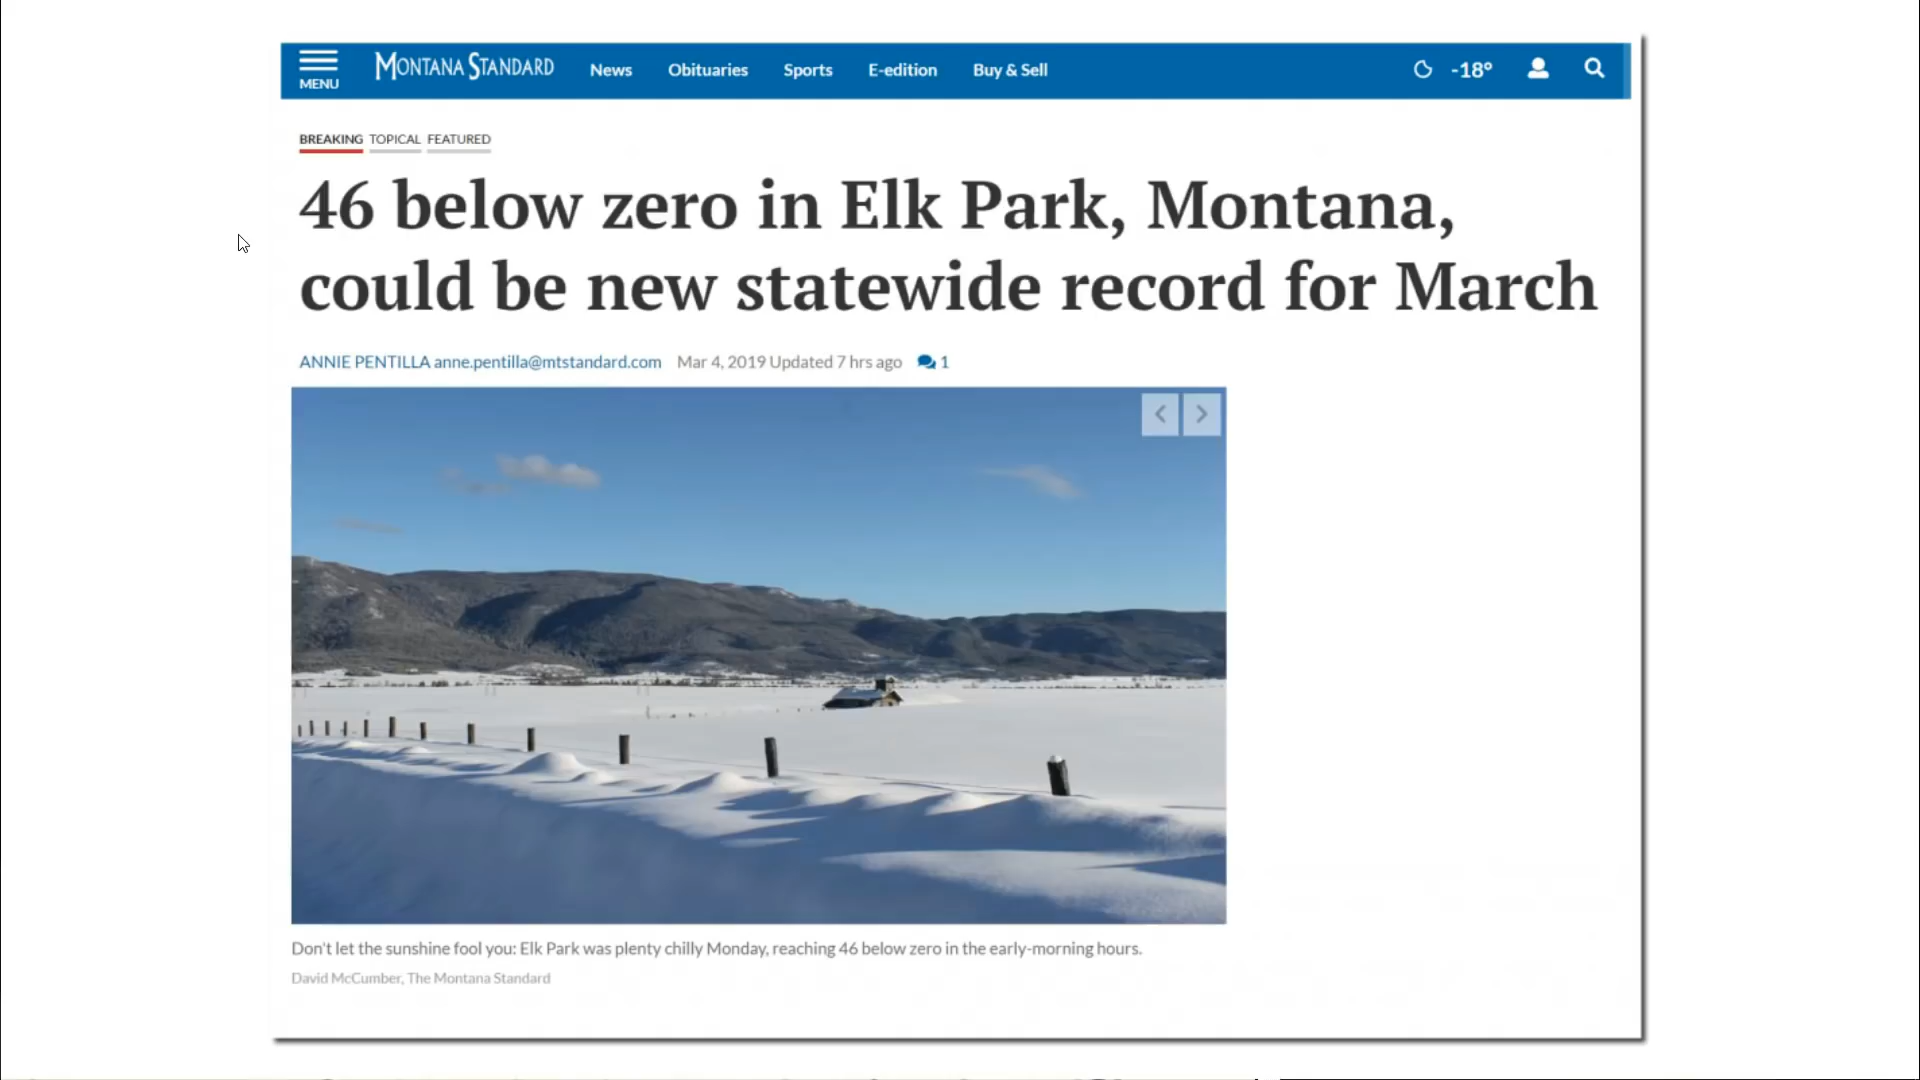 MENU
MONTANA STANDARD
News Obituaries Sports E-edition Buy & Sell
-18°
BREAKING TOPICAL FEATURED
46 below zero in Elk Park, Montana,
could be new statewide record for March
ANNIE PENTILLA anne.pentilla@mtstandard.com Mar 4, 2019 Updated 7 hrs ago 1
Don't let the sunshine fool you: Elk Park was plenty chilly Monday, reaching 46 below zero in the early-morning hours.
David McCumber, The Montana Standard